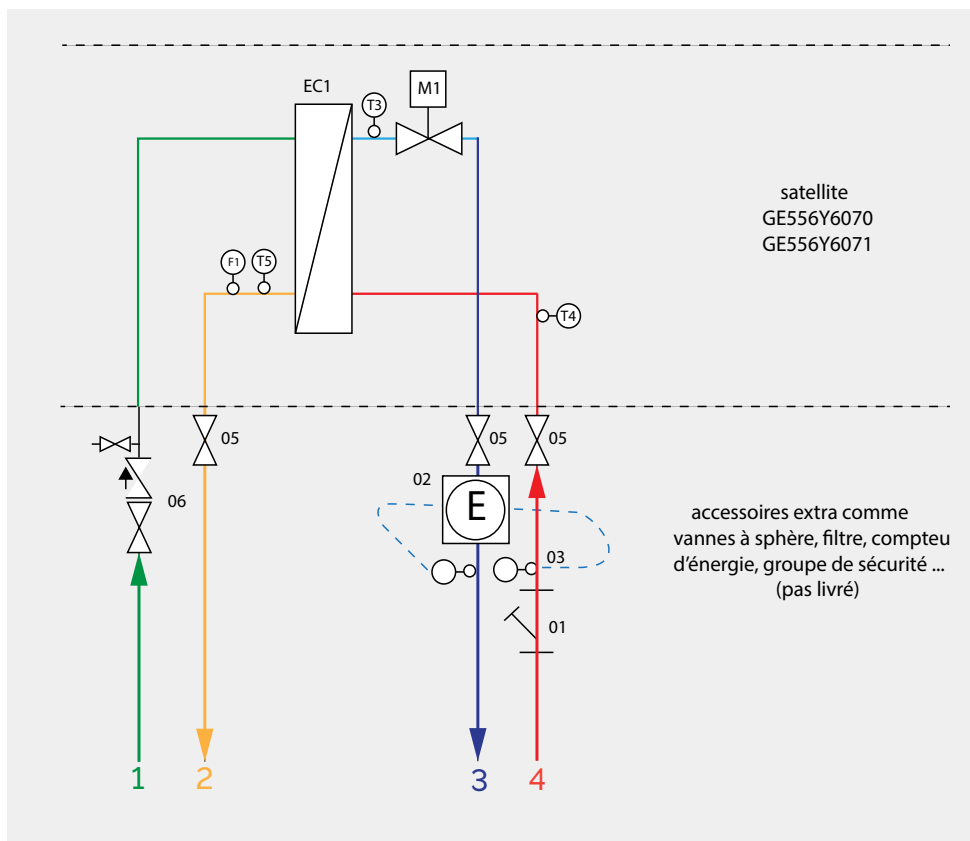 EC1
M1
T3
satellite
GE556Y6070
GE556Y6071
F1
T5
T4
05
05
05
02
E
06
03
01
accessoires extra comme
vannes à sphère, filtre, compteu
d'énergie, groupe de sécurité ...
(pas livré)
1
2
3
4